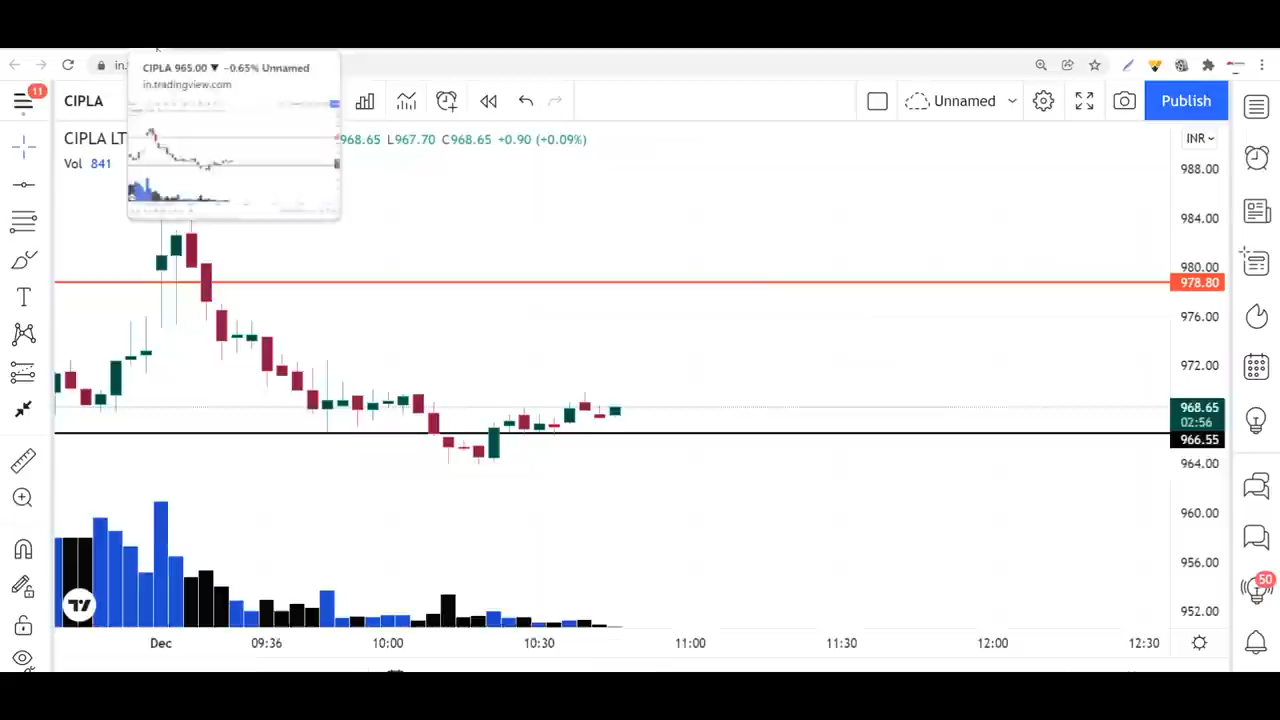 CIPLA 965.00 ▼ −0.65% Unnamed
in.tradingview.com
in.
11
CIPLA
Unnamed
Publish
CIPLA LT
968.65 L967.70 C968.65 +0.90 (+0.09%)
INR
Vol 841
988.00
984.00
980.00
978.80
976.00
972.00
968.65
02:56
966.55
964.00
960.00
956.00
50
952.00
Dec 09:36 10:00 10:30 11:00 11:30 12:00 12:30